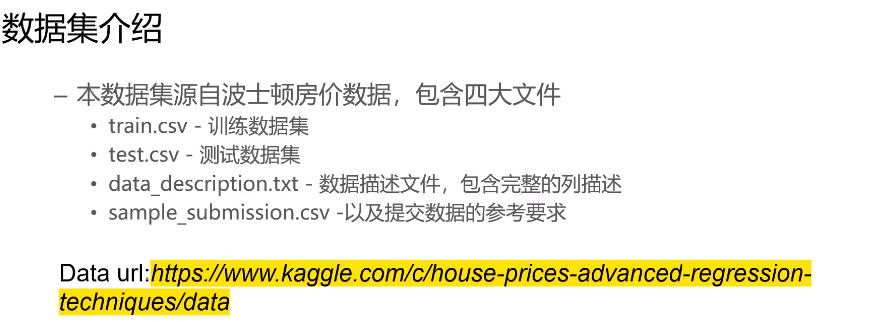 数据集介绍
– 本数据集源自波士顿房价数据，包含四大文件
• train.csv - 训练数据集
• test.csv - 测试数据集
• data_description.txt - 数据描述文件，包含完整的列描述
• sample_submission.csv -以及提交数据的参考要求
Data url:https://www.kaggle.com/c/house-prices-advanced-regression-
techniques/data